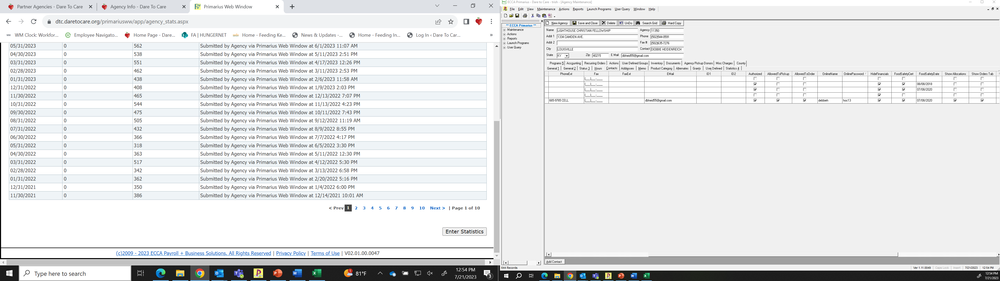 Partner Agencies - Dare To Care
Agency Info - Dare To Care
Primarius Web Window
dtc.daretocare.org/primariusww/app/agency_stats.aspx
WM Clock: Workfor... Employee Navigato... Home Page - Dare... FA | HUNGERNET Home - Feeding Ke... News & Updates -... Home - Feeding In... Log In ‹ Dare To Car... »
05/31/2023 0 562 Submitted by Agency via Primarius Web Window at 6/1/2023 11:07 AM
04/30/2023 0 538 Submitted by Agency via Primarius Web Window at 5/11/2023 2:51 PM
03/31/2023 0 551 Submitted by Agency via Primarius Web Window at 4/17/2023 12:26 PM
02/28/2023 0 462 Submitted by Agency via Primarius Web Window at 3/11/2023 2:53 PM
01/31/2023 0 438 Submitted by Agency via Primarius Web Window at 2/6/2023 11:58 AM
12/31/2022 0 408 Submitted by Agency via Primarius Web Window at 1/9/2023 2:03 PM
11/30/2022 0 465 Submitted by Agency via Primarius Web Window at 12/13/2022 7:07 PM
10/31/2022 0 544 Submitted by Agency via Primarius Web Window at 11/13/2022 4:23 PM
09/30/2022 0 475 Submitted by Agency via Primarius Web Window at 10/11/2022 7:43 PM
08/31/2022 0 505 Submitted by Agency via Primarius Web Window at 9/12/2022 11:19 AM
07/31/2022 0 432 Submitted by Agency via Primarius Web Window at 8/9/2022 8:55 PM
06/30/2022 0 366 Submitted by Agency via Primarius Web Window at 7/7/2022 4:17 PM
05/31/2022 0 318 Submitted by Agency via Primarius Web Window at 6/5/2022 3:30 PM
04/30/2022 0 363 Submitted by Agency via Primarius Web Window at 5/11/2022 12:30 PM
03/31/2022 0 517 Submitted by Agency via Primarius Web Window at 4/12/2022 5:30 PM
02/28/2022 0 342 Submitted by Agency via Primarius Web Window at 3/13/2022 6:58 PM
01/31/2022 0 362 Submitted by Agency via Primarius Web Window at 2/20/2022 5:16 PM
12/31/2021 0 350 Submitted by Agency via Primarius Web Window at 1/4/2022 6:00 PM
11/30/2021 0 386 Submitted by Agency via Primarius Web Window at 12/14/2021 10:01 AM
< Prev 1 2 3 4 5 6 7 8 9 10 Next > | Page 1 of 10
Enter Statistics
(c)2009 - 2023 ECCA Payroll + Business Solutions. All Rights Reserved | Privacy Policy | Terms of Use | V02.01.00.0047
Type here to search
1 81°F
12:54 PM
7/21/2023
3
ECCA Primarius - Dare to Care - trish - [Agency Maintenance]
File Edit View Maintenance Actions Reports Launch Programs User Query Window Help
** ECCA Primarius **
Maintenance
Actions
Reports
Launch Programs
User Query
New Agency Save and Close Delete UnDo Search Grid Hard Copy
Name LIGHTHOUSE CHRISTIAN FELLOWSHIP Agency 11350
Addr 1 1334 CAMDEN AVE. Phone (502)544-0591
Addr 2 Fax # (502)635-7276
City LOUISVILLE Contact DEBBIE HEIDENREICH
State KY Zip 40215 E Mail dbheid55@gmail.com
Programs 5 Accounting Recurring Orders Actions User Defined Groups Inventory Documents Agency Pickup Donors Misc Charges County
General 1 General 2 Status 3 Hours Contacts Addresses Memo Product Category Alternates Grants User Defined Statistics 4
PhoneExt Fax FaxExt EMail ID1 ID2 Authorized AllowedToPickup AllowedToOrder OnlineName OnlinePassword HideFinancials FoodSafetyCert FoodSafetyDate Show Allocations Show Orders Tab
(___)___-____
(___)___-____ 08/08/2018
(___)___-____ 07/08/2020
(___)___-____
665-9765 CELL (___)___-____ dbheid55@gmail.com debbieh hoc13 07/08/2020
Add Contact
644 Records
Ver 1.11.0049 Caps Lock Insert 7/21/2023 12:54 PM
12:54 PM
7/21/2023